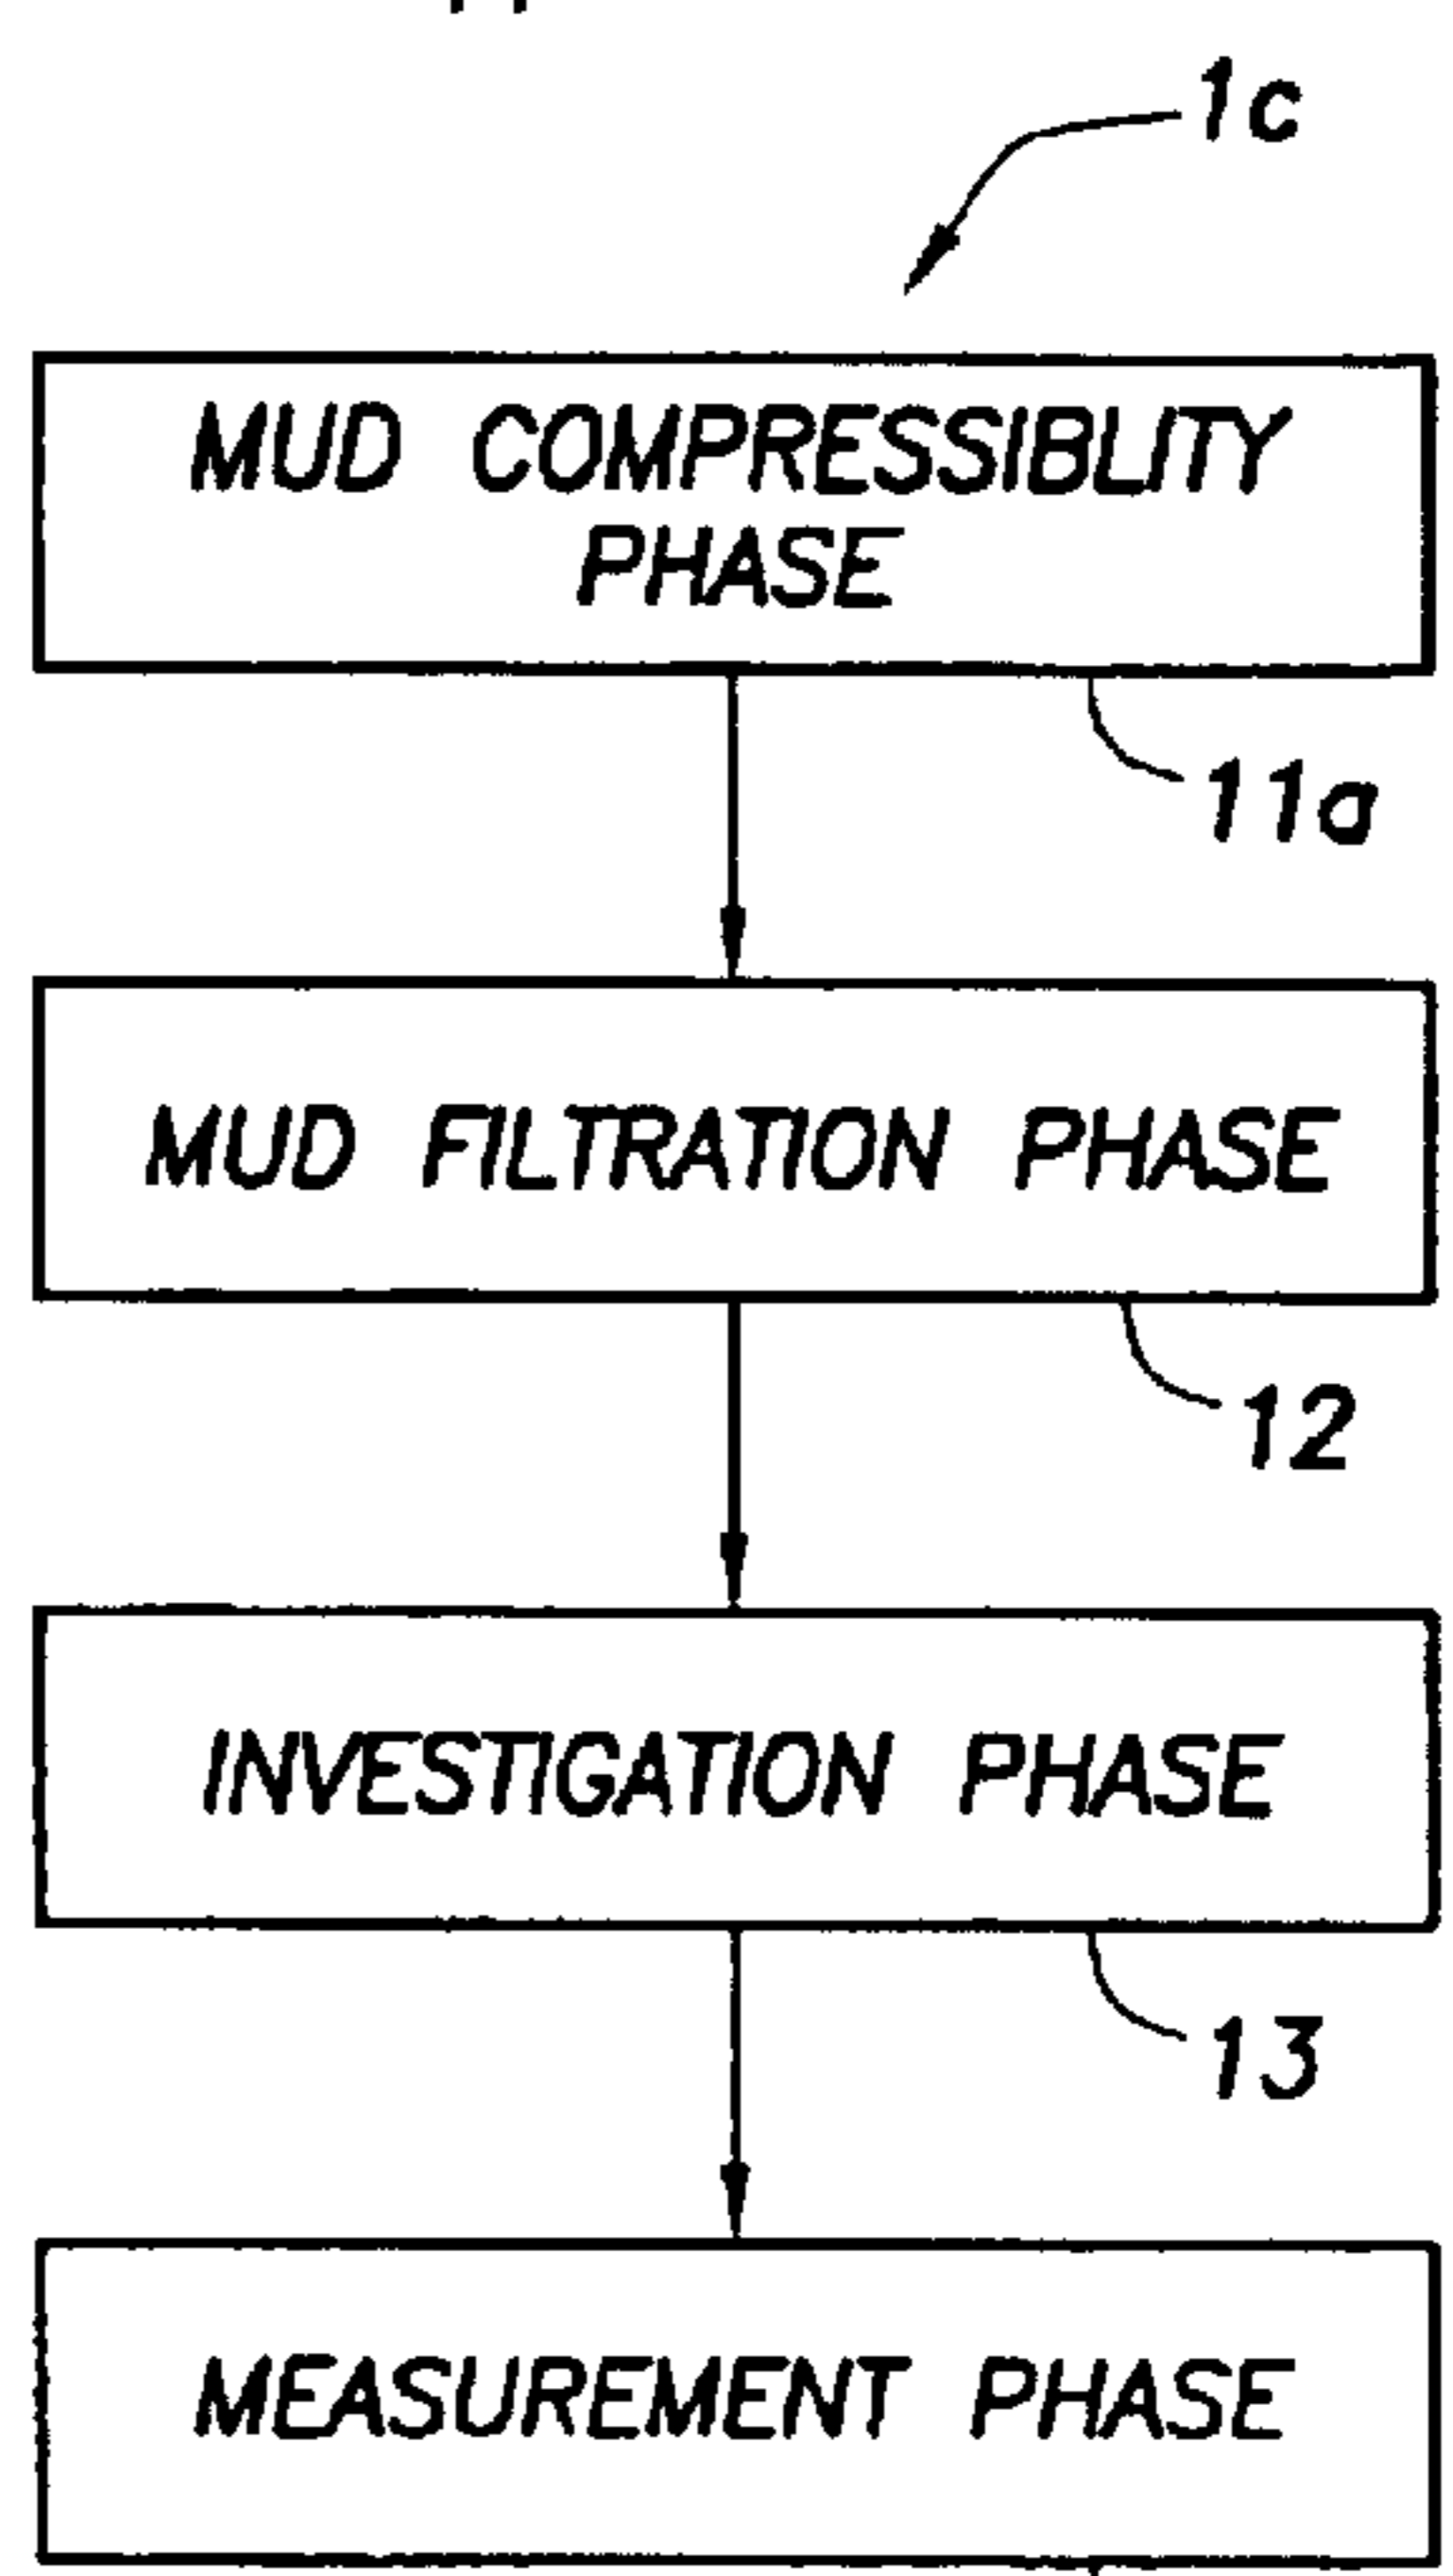 1c
MUD COMPRESSIBLITY
PHASE
11a
MUD FILTRATION PHASE
12
INVESTIGATION PHASE
13
MEASUREMENT PHASE